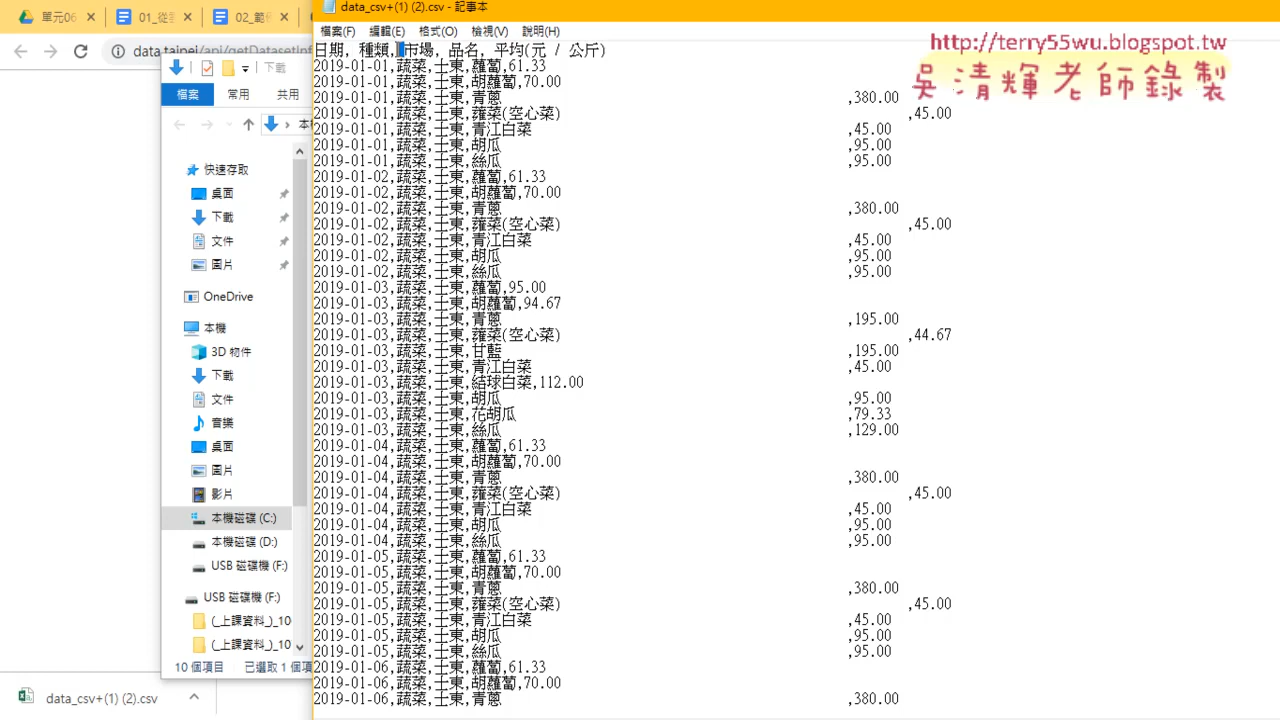 單元06
01_從雲
02_範例
data.taipei/api/getDatasetInf
下載
檔案
常用
共用
本機
快速存取
桌面
下載
文件
圖片
OneDrive
本機
3D 物件
下載
文件
音樂
桌面
圖片
影片
本機磁碟 (C:)
本機磁碟 (D:)
USB 磁碟機 (F:)
USB 磁碟機 (F:)
(_上課資料_)_10
(_上課資料_)_10
10 個項目 已選取 1 個項
data_csv+(1) (2).csv
data_csv+(1) (2).csv - 記事本
檔案(F) 編輯(E) 格式(O) 檢視(V) 說明(H)
日期, 種類, 市場, 品名, 平均(元 / 公斤)
2019-01-01,蔬菜,士東,蘿蔔,61.33
2019-01-01,蔬菜,士東,胡蘿蔔,70.00
2019-01-01,蔬菜,士東,青蔥 ,380.00
2019-01-01,蔬菜,士東,蕹菜(空心菜) ,45.00
2019-01-01,蔬菜,士東,青江白菜 ,45.00
2019-01-01,蔬菜,士東,胡瓜 ,95.00
2019-01-01,蔬菜,士東,絲瓜 ,95.00
2019-01-02,蔬菜,士東,蘿蔔,61.33
2019-01-02,蔬菜,士東,胡蘿蔔,70.00
2019-01-02,蔬菜,士東,青蔥 ,380.00
2019-01-02,蔬菜,士東,蕹菜(空心菜) ,45.00
2019-01-02,蔬菜,士東,青江白菜 ,45.00
2019-01-02,蔬菜,士東,胡瓜 ,95.00
2019-01-02,蔬菜,士東,絲瓜 ,95.00
2019-01-03,蔬菜,士東,蘿蔔,95.00
2019-01-03,蔬菜,士東,胡蘿蔔,94.67
2019-01-03,蔬菜,士東,青蔥 ,195.00
2019-01-03,蔬菜,士東,蕹菜(空心菜) ,44.67
2019-01-03,蔬菜,士東,甘藍 ,195.00
2019-01-03,蔬菜,士東,青江白菜 ,45.00
2019-01-03,蔬菜,士東,結球白菜,112.00
2019-01-03,蔬菜,士東,胡瓜 ,95.00
2019-01-03,蔬菜,士東,花胡瓜 ,79.33
2019-01-03,蔬菜,士東,絲瓜 ,129.00
2019-01-04,蔬菜,士東,蘿蔔,61.33
2019-01-04,蔬菜,士東,胡蘿蔔,70.00
2019-01-04,蔬菜,士東,青蔥 ,380.00
2019-01-04,蔬菜,士東,蕹菜(空心菜) ,45.00
2019-01-04,蔬菜,士東,青江白菜 ,45.00
2019-01-04,蔬菜,士東,胡瓜 ,95.00
2019-01-04,蔬菜,士東,絲瓜 ,95.00
2019-01-05,蔬菜,士東,蘿蔔,61.33
2019-01-05,蔬菜,士東,胡蘿蔔,70.00
2019-01-05,蔬菜,士東,青蔥 ,380.00
2019-01-05,蔬菜,士東,蕹菜(空心菜) ,45.00
2019-01-05,蔬菜,士東,青江白菜 ,45.00
2019-01-05,蔬菜,士東,胡瓜 ,95.00
2019-01-05,蔬菜,士東,絲瓜 ,95.00
2019-01-06,蔬菜,士東,蘿蔔,61.33
2019-01-06,蔬菜,士東,胡蘿蔔,70.00
2019-01-06,蔬菜,士東,青蔥 ,380.00
http://terry55wu.blogspot.tw
吳清輝老師錄製